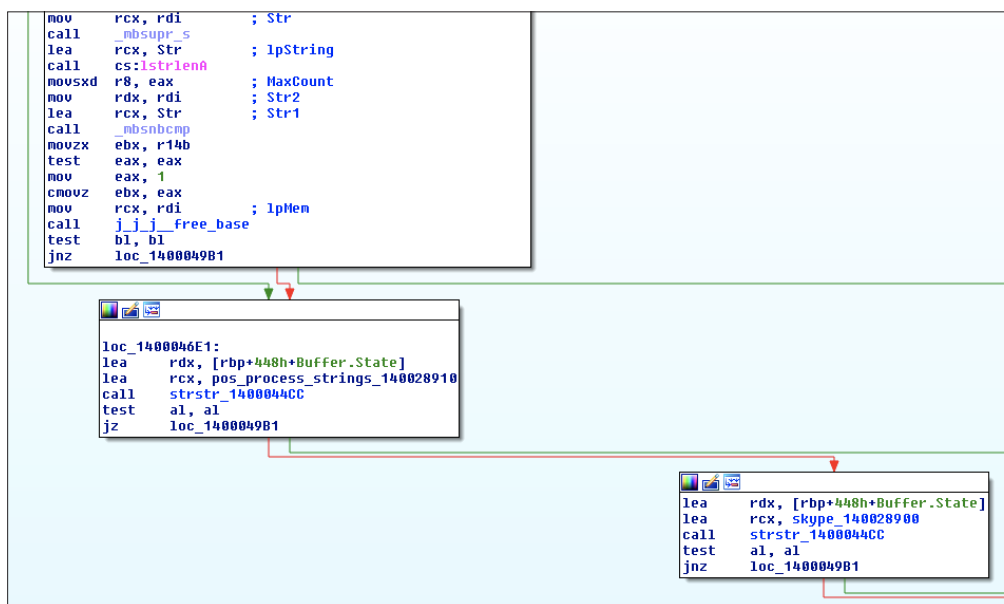 mov rcx, rdi ; Str
call _mbsupr_s
lea rcx, Str ; lpString
call cs:lstrlenA
movsxd r8, eax ; MaxCount
mov rdx, rdi ; Str2
lea rcx, Str ; Str1
call _mbsnbcmp
movzx ebx, r14b
test eax, eax
mov eax, 1
cmovz ebx, eax
mov rcx, rdi ; lpMem
call j_j_j__free_base
test bl, bl
jnz loc_1400049B1
loc_1400046E1:
lea rdx, [rbp+448h+Buffer.State]
lea rcx, pos_process_strings_140028910
call strstr_1400044CC
test al, al
jz loc_1400049B1
lea rdx, [rbp+448h+Buffer.State]
lea rcx, skype_140028900
call strstr_1400044CC
test al, al
jnz loc_1400049B1